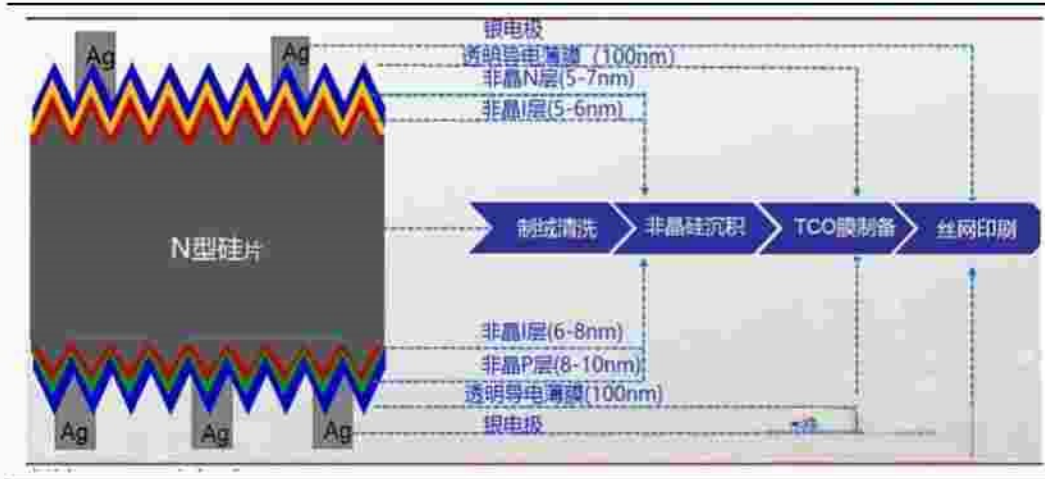 Ag
Ag
银电极
透明导电薄膜（100nm）
非晶N层(5-7nm)
非晶I层(5-6nm)
N型硅片
制绒清洗
非晶硅沉积
TCO膜制备
丝网印刷
非晶I层(6-8nm)
非晶P层(8-10nm)
透明导电薄膜(100nm)
银电极
Ag
Ag
Ag